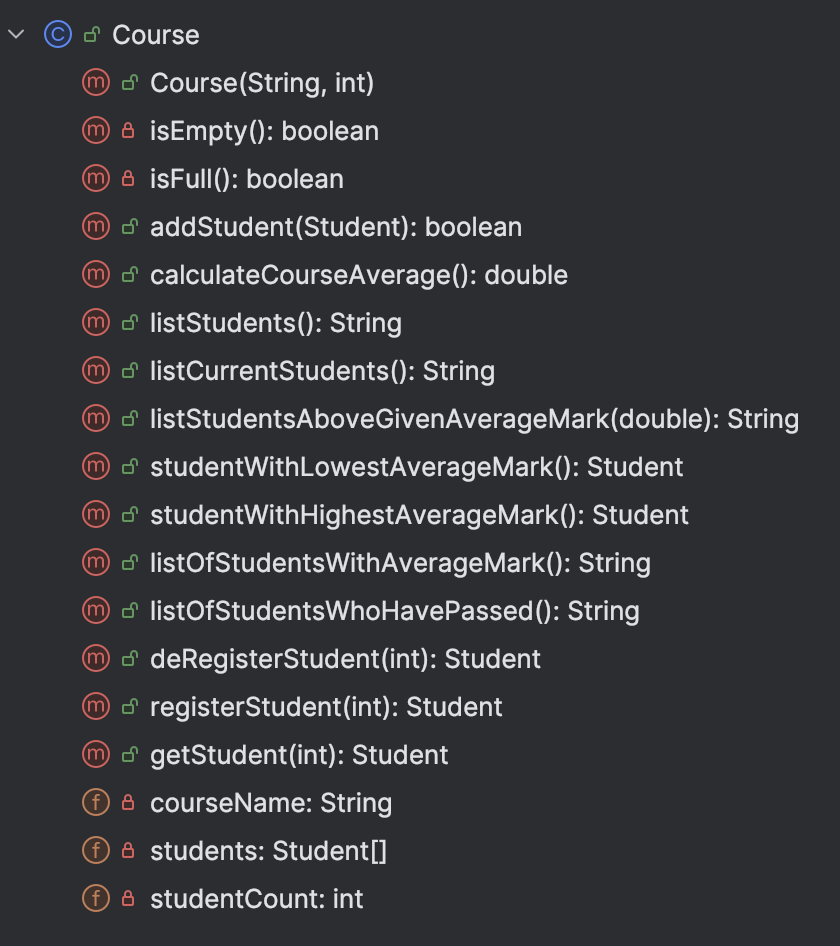 Course
Course(String, int)
isEmpty(): boolean
isFull(): boolean
addStudent(Student): boolean
calculateCourseAverage(): double
listStudents(): String
listCurrentStudents(): String
listStudentsAboveGivenAverageMark(double): String
studentWithLowestAverageMark(): Student
studentWithHighestAverageMark(): Student
listOfStudentsWithAverageMark(): String
listOfStudentsWhoHavePassed(): String
deRegisterStudent(int): Student
registerStudent(int): Student
getStudent(int): Student
courseName: String
students: Student[]
studentCount: int